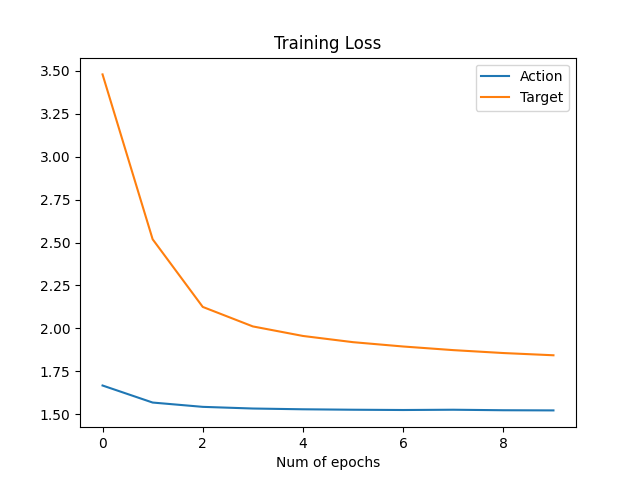 Training Loss
Action
Target
3.50
3.25
3.00
2.75
2.50
2.25
2.00
1.75
1.50
0 2 4 6 8
Num of epochs